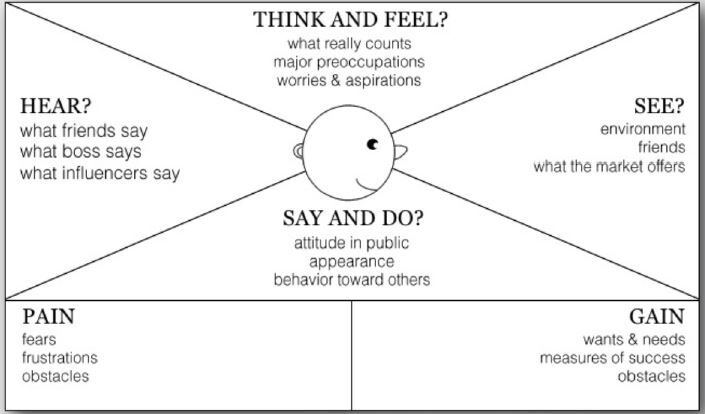 THINK AND FEEL?
what really counts
major preoccupations
worries & aspirations
HEAR?
what friends say
what boss says
what influencers say
SEE?
environment
friends
what the market offers
SAY AND DO?
attitude in public
appearance
behavior toward others
PAIN
fears
frustrations
obstacles
GAIN
wants & needs
measures of success
obstacles